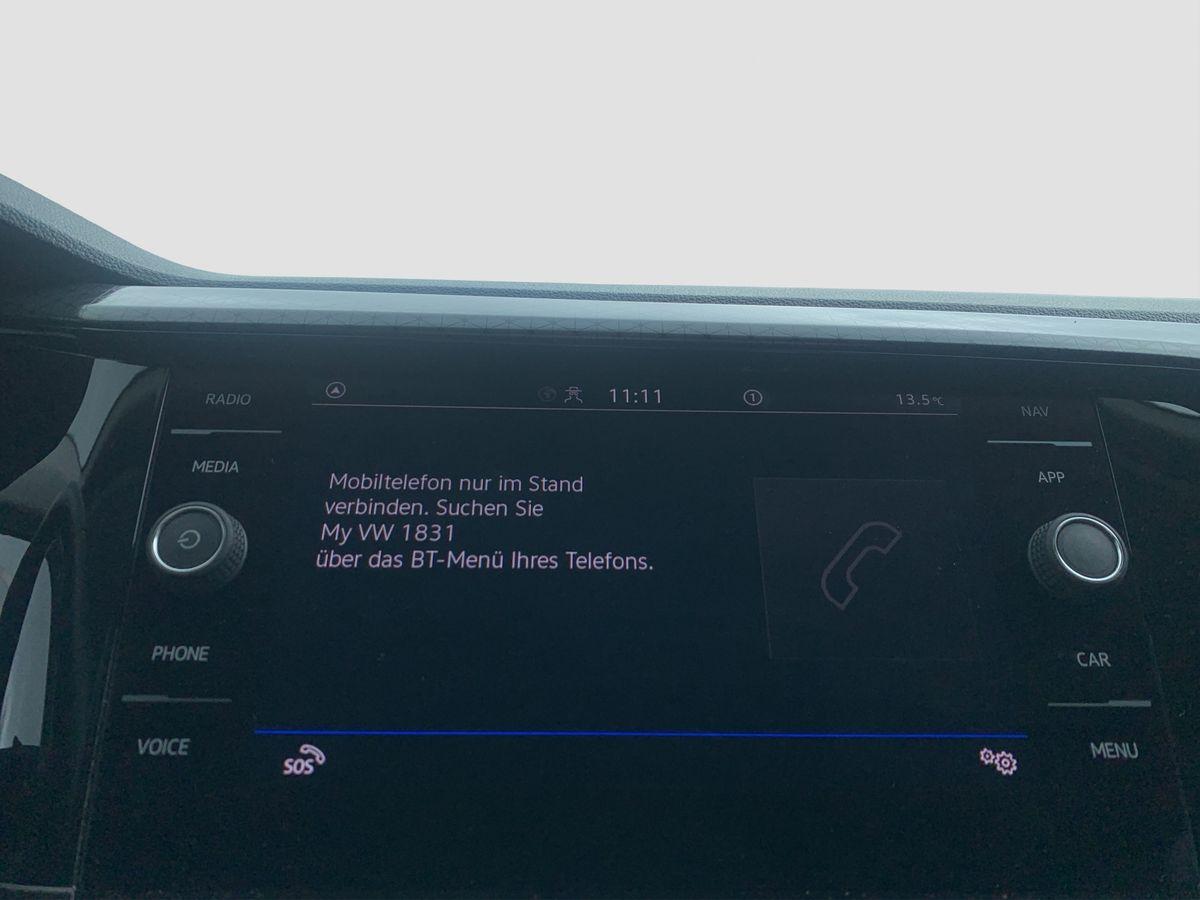 RADIO
MEDIA
PHONE
VOICE
11:11
1
13.5°C
Mobiltelefon nur im Stand
verbinden. Suchen Sie
My VW 1831
über das BT-Menü Ihres Telefons.
SOS
NAV
APP
CAR
MENU